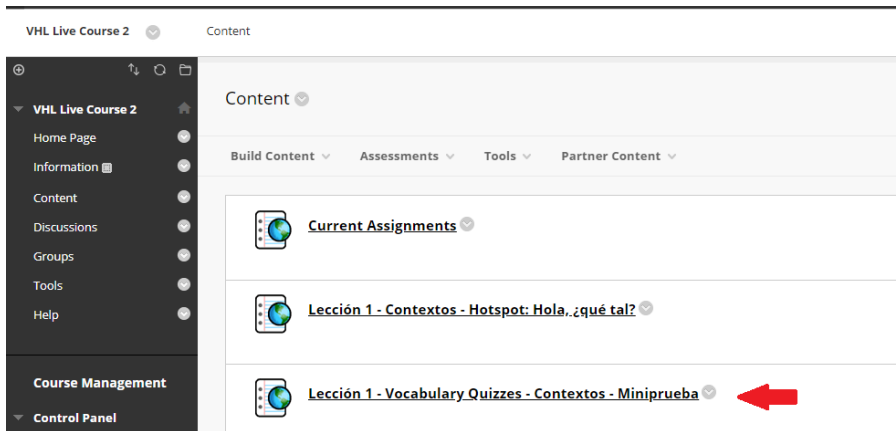 VHL Live Course 2
Content
VHL Live Course 2
Home Page
Information
Content
Discussions
Groups
Tools
Help
Course Management
Control Panel
Content
Build Content Assessments Tools Partner Content
Current Assignments
Lección 1 - Contextos - Hotspot: Hola, ¿qué tal?
Lección 1 - Vocabulary Quizzes - Contextos - Miniprueba